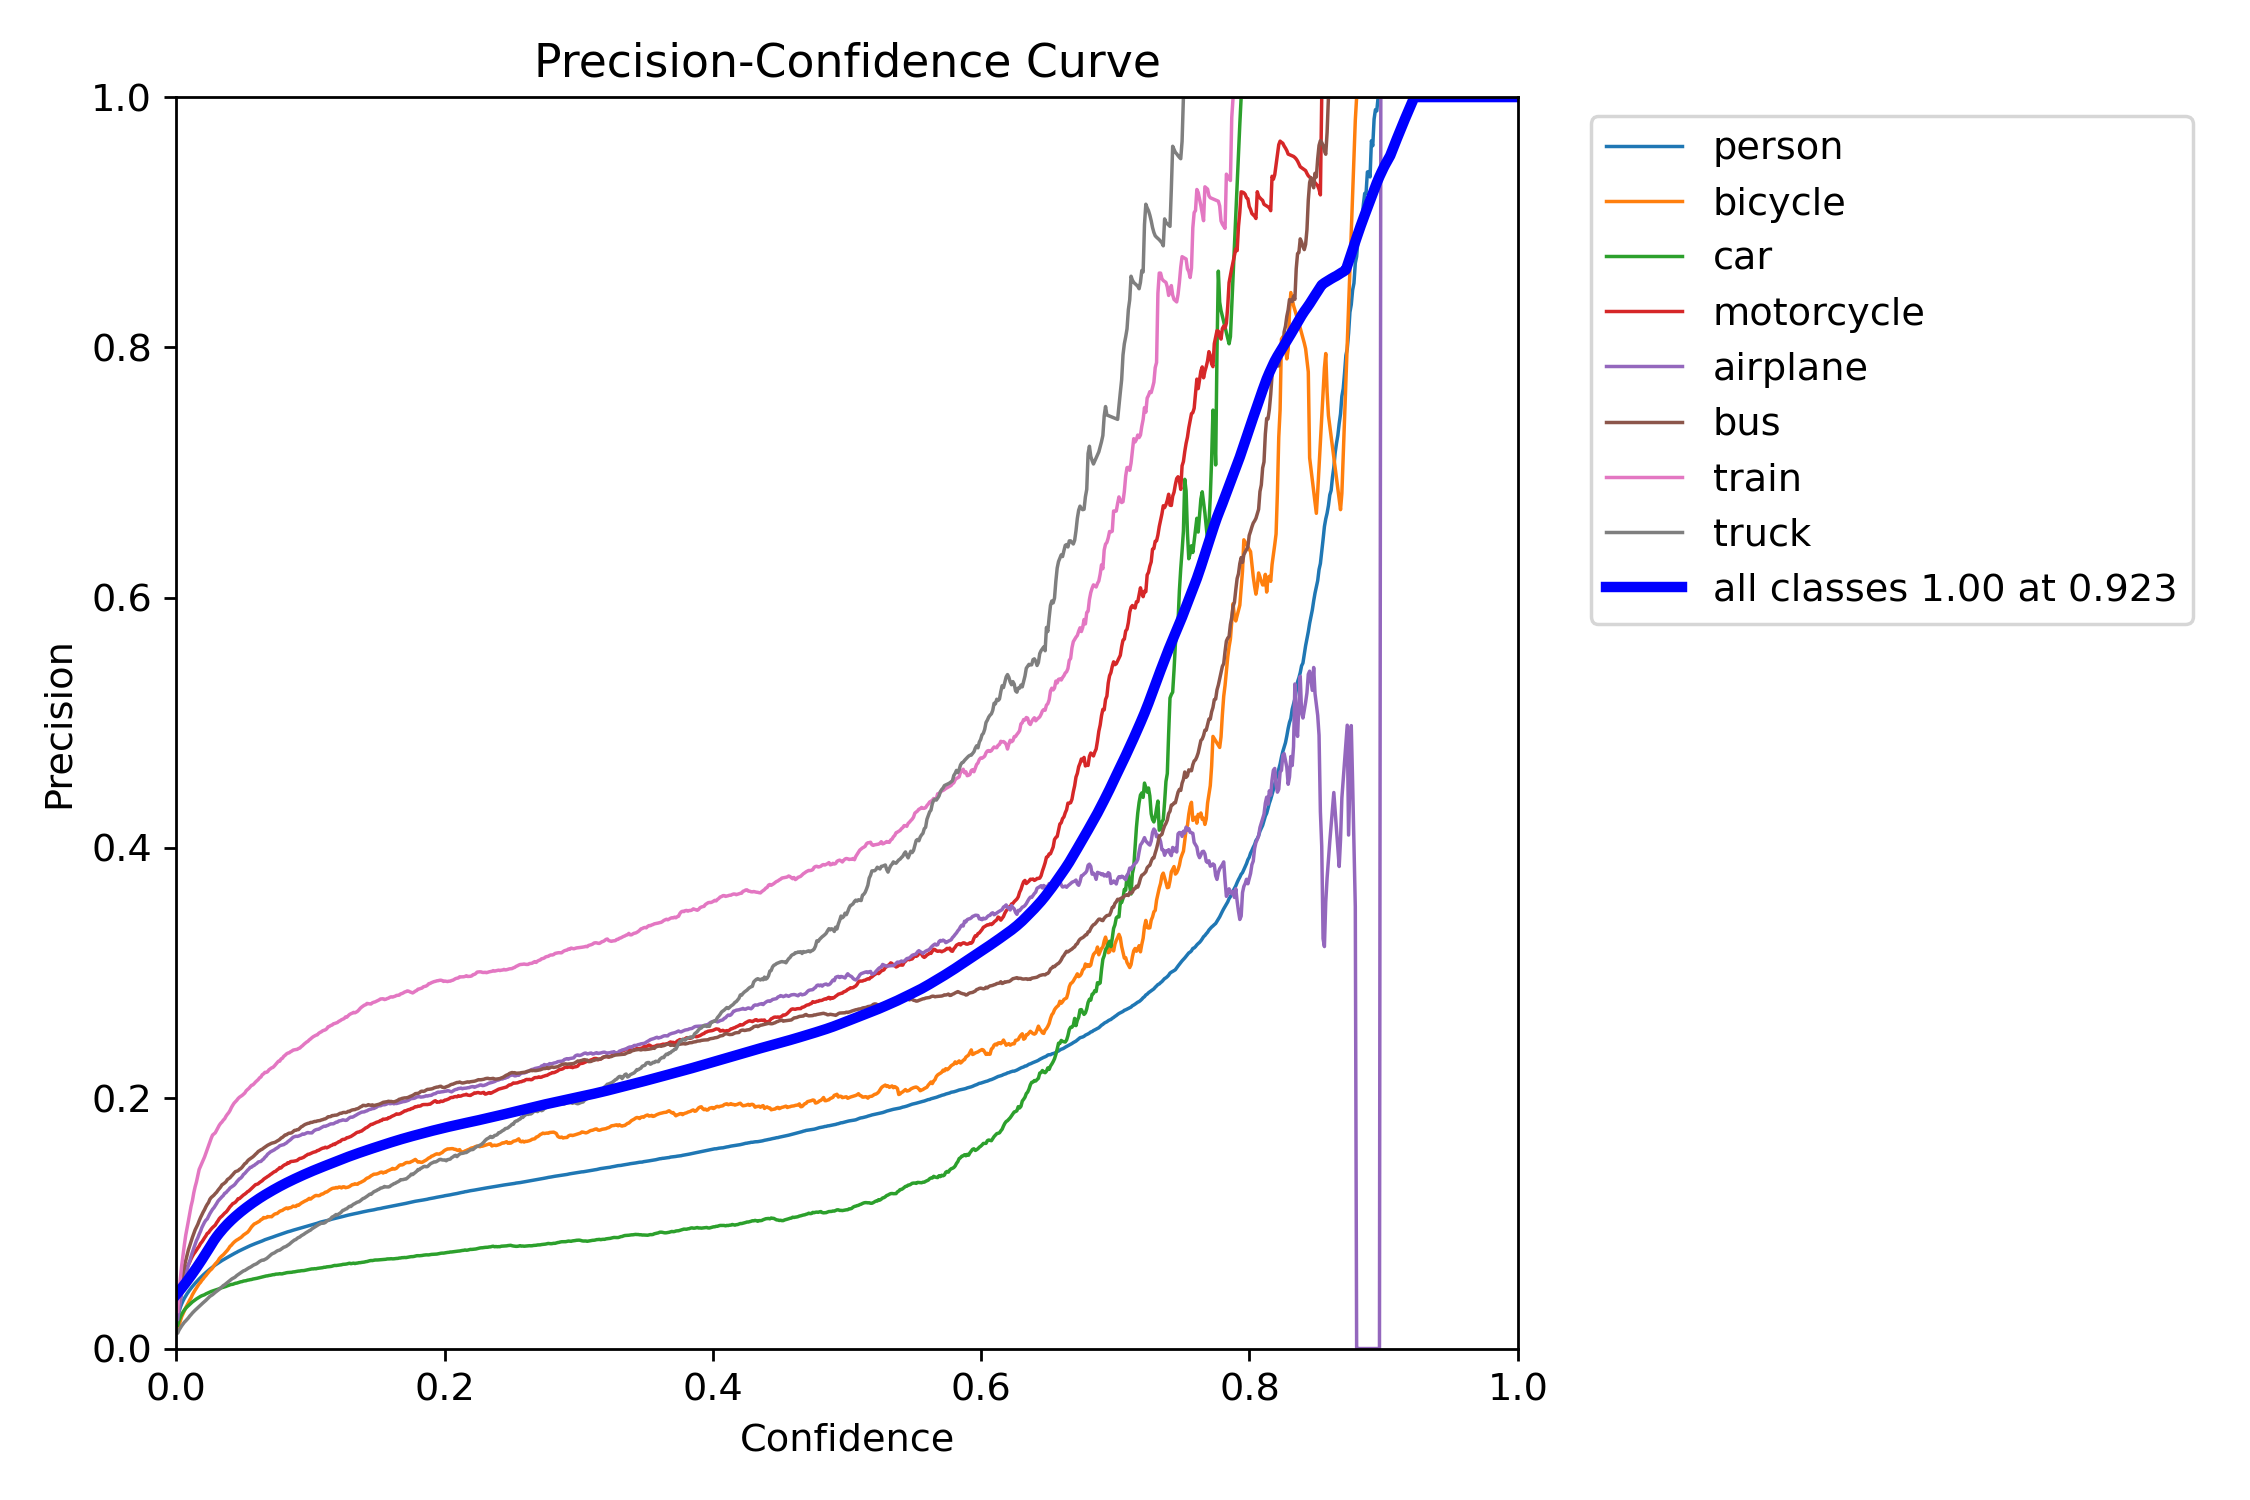 Precision-Confidence Curve
1.0
0.8
0.6
0.4
0.2
0.0
Precision
0.0 0.2 0.4 0.6 0.8 1.0
Confidence
person
bicycle
car
motorcycle
airplane
bus
train
truck
all classes 1.00 at 0.923